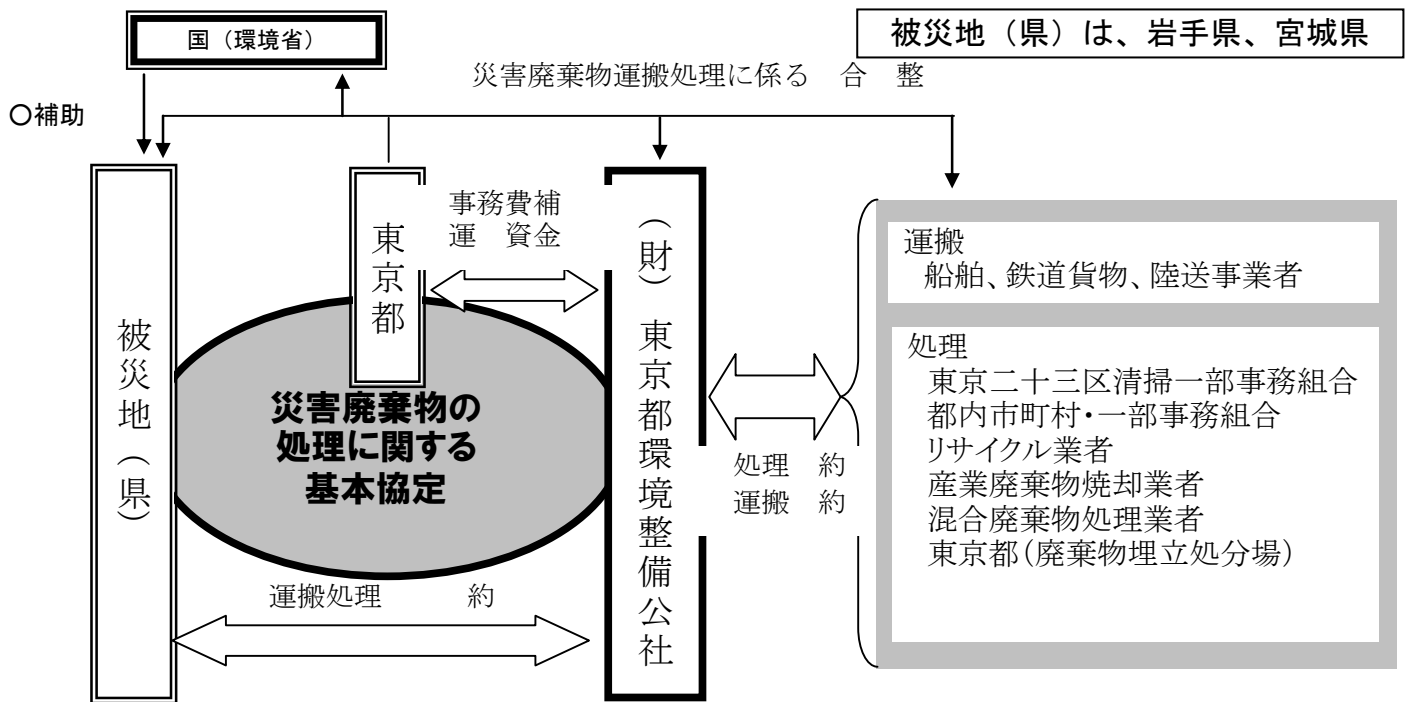 国（環境省）
被災地（県）は、岩手県、宮城県
災害廃棄物運搬処理に係る　合　整
○補助
被災地（県）
東京都
事務費補
運　資金
（財）東京都環境整備公社
災害廃棄物の
処理に関する
基本協定
運搬処理　　　約
処理　約
運搬　約
運搬
船舶、鉄道貨物、陸送事業者
処理
東京二十三区清掃一部事務組合
都内市町村・一部事務組合
リサイクル業者
産業廃棄物焼却業者
混合廃棄物処理業者
東京都（廃棄物埋立処分場）